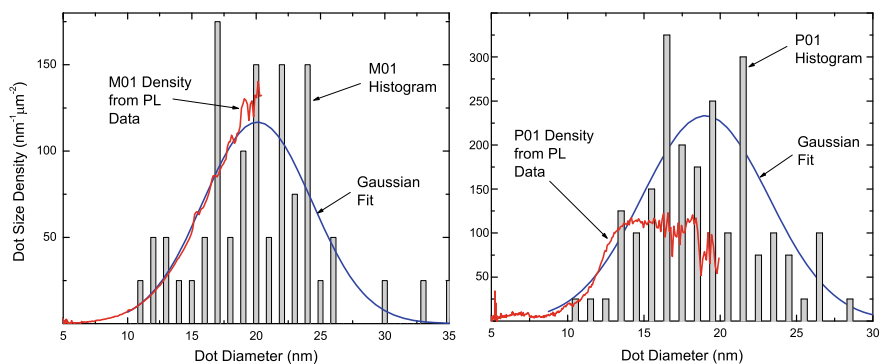 Dot Size Density (nm⁻¹μm⁻²)
150
100
50
M01 Density
from PL
Data
M01
Histogram
Gaussian
Fit
5 10 15 20 25 30 35
Dot Diameter (nm)
300
250
200
150
100
50
P01
Histogram
P01 Density
from PL
Data
Gaussian
Fit
5 10 15 20 25 30
Dot Diameter (nm)